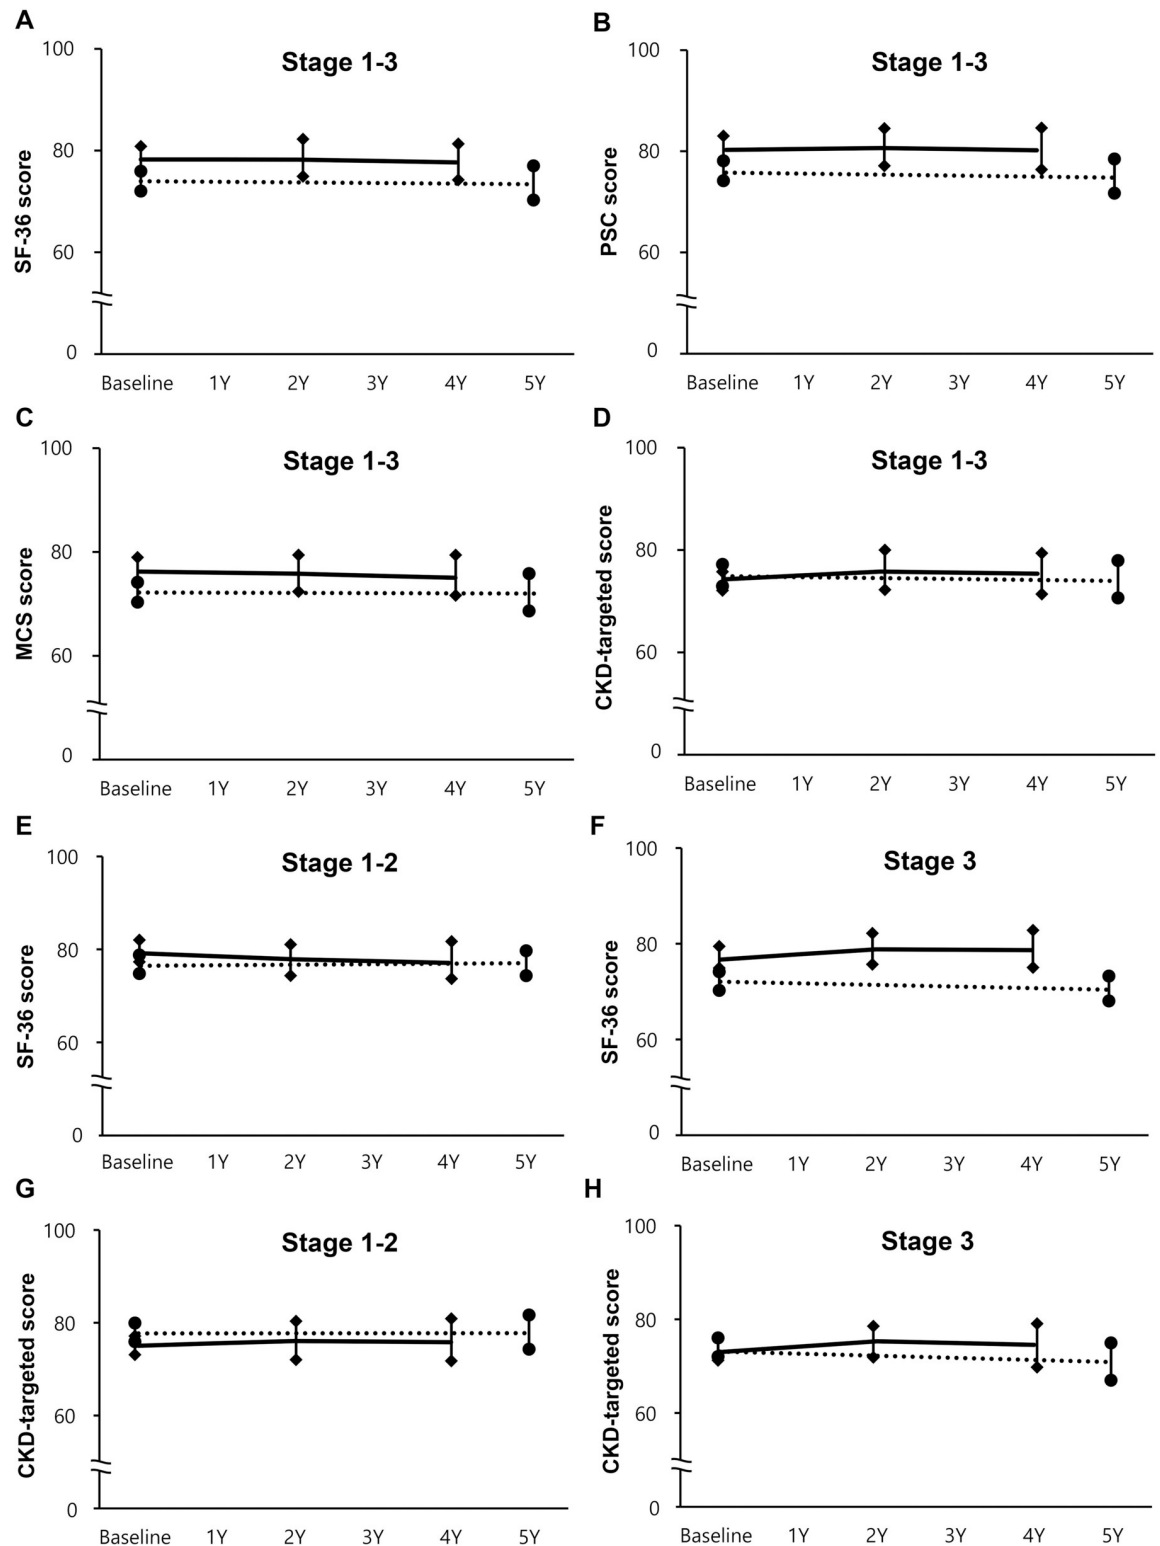 A
B
Stage 1-3
Stage 1-3
100
80
60
0
SF-36 score
Baseline 1Y 2Y 3Y 4Y 5Y
100
80
60
0
PSC score
Baseline 1Y 2Y 3Y 4Y 5Y
C
D
Stage 1-3
Stage 1-3
100
80
60
0
MCS score
Baseline 1Y 2Y 3Y 4Y 5Y
100
80
60
0
CKD-targeted score
Baseline 1Y 2Y 3Y 4Y 5Y
E
F
Stage 1-2
Stage 3
100
80
60
0
SF-36 score
Baseline 1Y 2Y 3Y 4Y 5Y
100
80
60
0
SF-36 score
Baseline 1Y 2Y 3Y 4Y 5Y
G
H
Stage 1-2
Stage 3
100
80
60
0
CKD-targeted score
Baseline 1Y 2Y 3Y 4Y 5Y
100
80
60
0
CKD-targeted score
Baseline 1Y 2Y 3Y 4Y 5Y